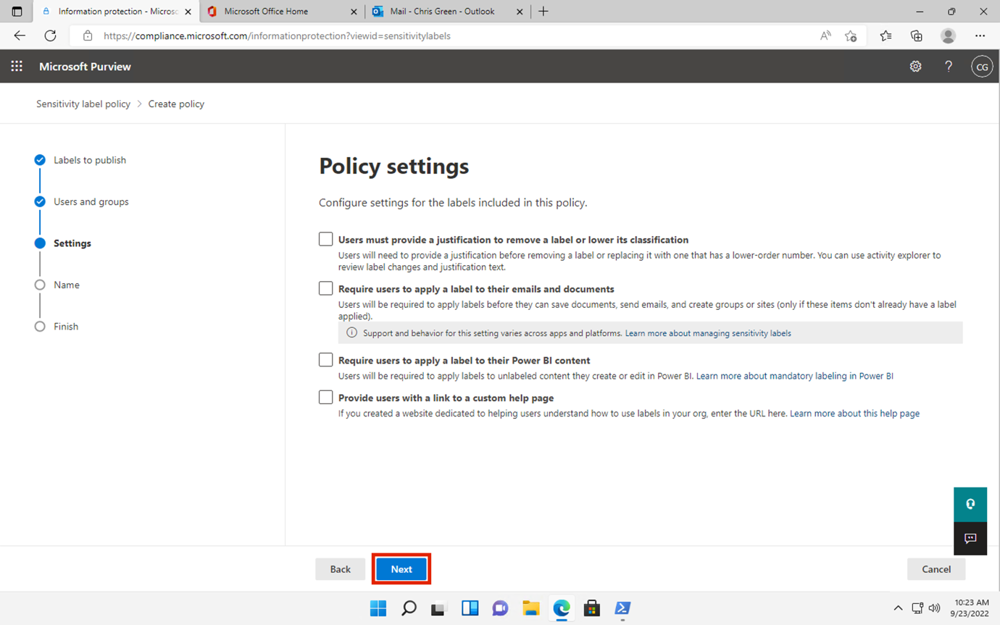 Information protection - Microso
Microsoft Office Home
Mail - Chris Green - Outlook
https://compliance.microsoft.com/informationprotection?viewid=sensitivitylabels
Microsoft Purview
CG
Sensitivity label policy > Create policy
Labels to publish
Users and groups
Settings
Name
Finish
Policy settings
Configure settings for the labels included in this policy.
Users must provide a justification to remove a label or lower its classification
Users will need to provide a justification before removing a label or replacing it with one that has a lower-order number. You can use activity explorer to
review label changes and justification text.
Require users to apply a label to their emails and documents
Users will be required to apply labels before they can save documents, send emails, and create groups or sites (only if these items don't already have a label
applied).
Support and behavior for this setting varies across apps and platforms. Learn more about managing sensitivity labels
Require users to apply a label to their Power BI content
Users will be required to apply labels to unlabeled content they create or edit in Power BI. Learn more about mandatory labeling in Power BI
Provide users with a link to a custom help page
If you created a website dedicated to helping users understand how to use labels in your org, enter the URL here. Learn more about this help page
Back
Next
Cancel
10:23 AM
9/23/2022